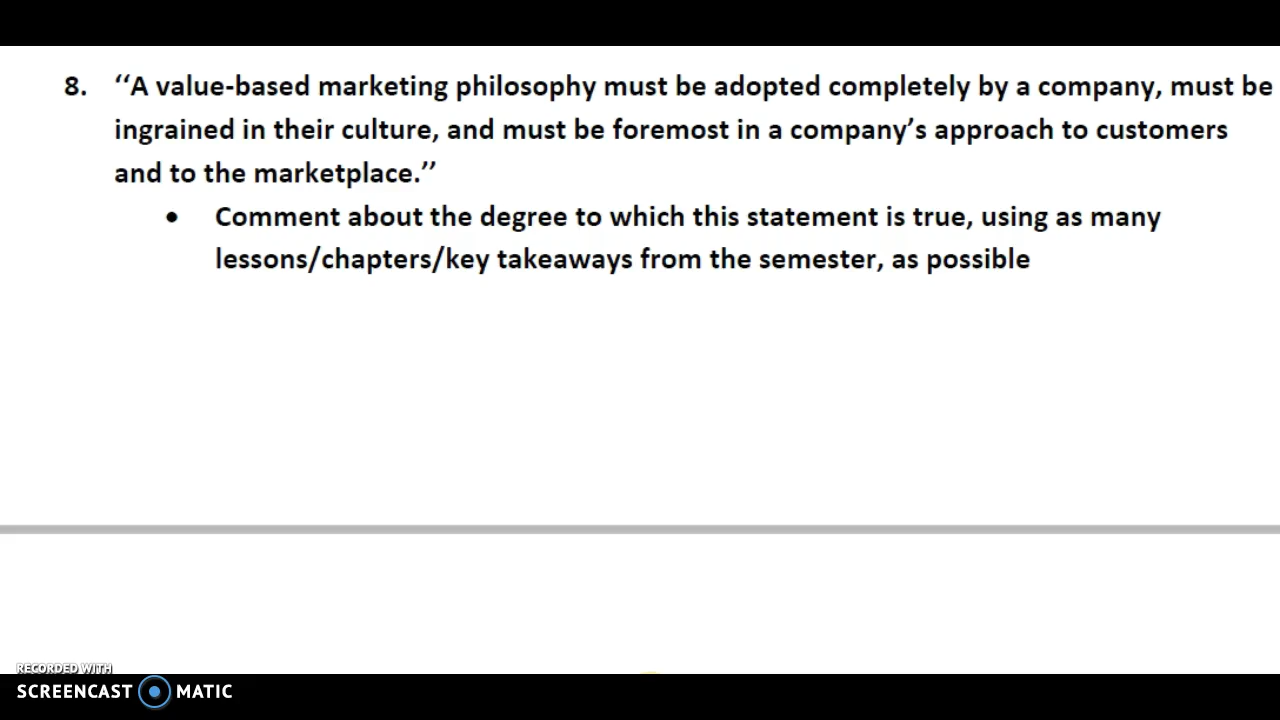 8. ‘‘A value-based marketing philosophy must be adopted completely by a company, must be
ingrained in their culture, and must be foremost in a company’s approach to customers
and to the marketplace.’’
• Comment about the degree to which this statement is true, using as many
lessons/chapters/key takeaways from the semester, as possible
RECORDED WITH
SCREENCAST MATIC